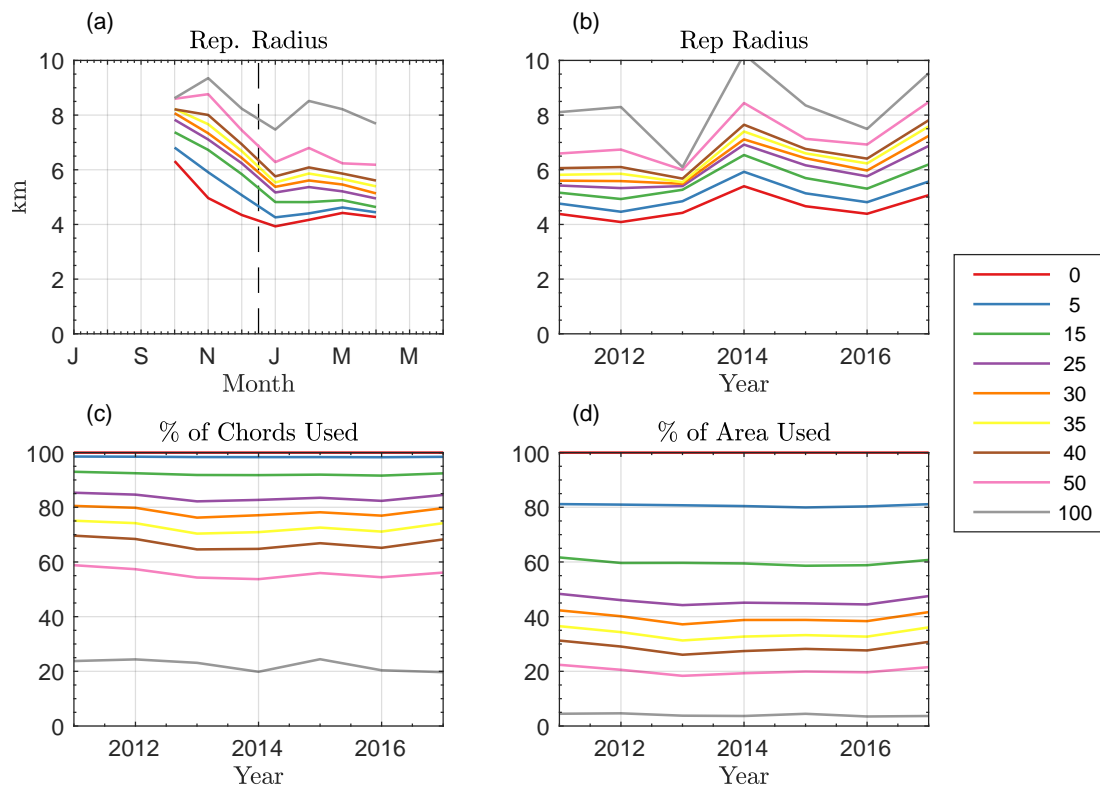 (a)
Rep. Radius
10
8
6
4
2
0
km
J
S
N
J
M
M
Month
(b)
Rep Radius
10
8
6
4
2
0
2012
2014
2016
Year
(c)
% of Chords Used
100
80
60
40
20
0
2012
2014
2016
Year
(d)
% of Area Used
100
80
60
40
20
0
2012
2014
2016
Year
0
5
15
25
30
35
40
50
100